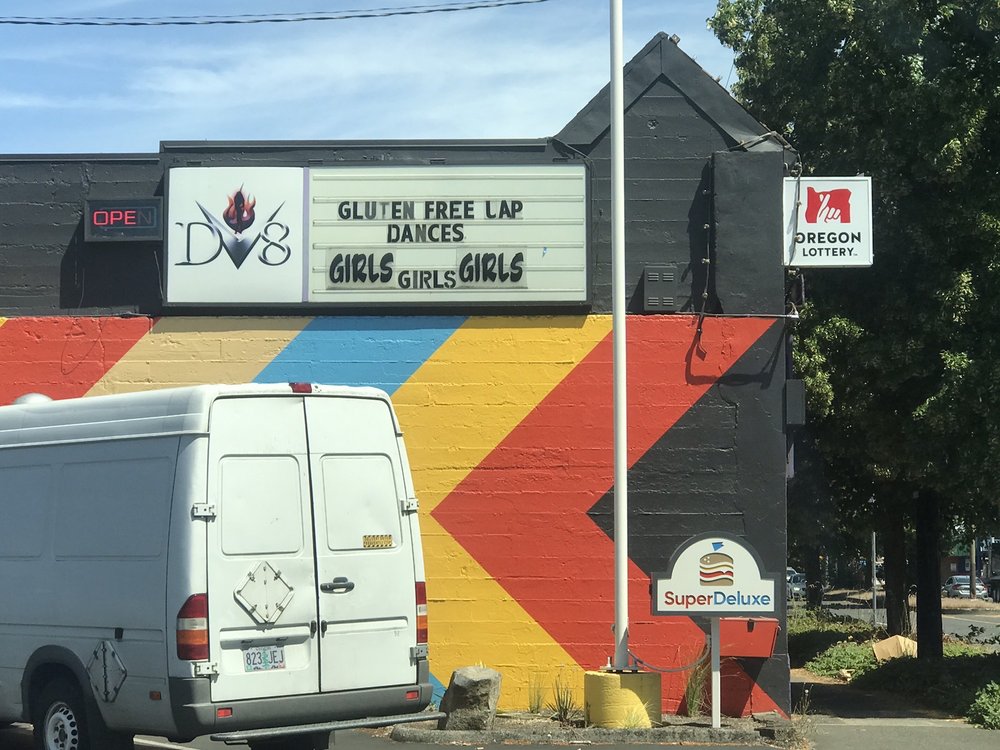 OPEN
DV8
GLUTEN FREE LAP
DANCES
GIRLS GIRLS GIRLS
OREGON
LOTTERY
SuperDeluxe
823 JEJ